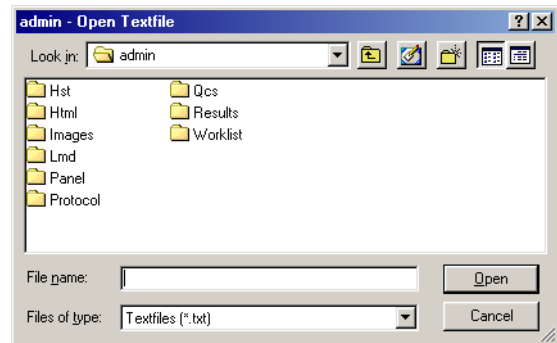 admin - Open Textfile
Look in: admin
Hst
Html
Images
Lmd
Panel
Protocol
Qcs
Results
Worklist
File name:
Open
Files of type: Textfiles (*.txt)
Cancel